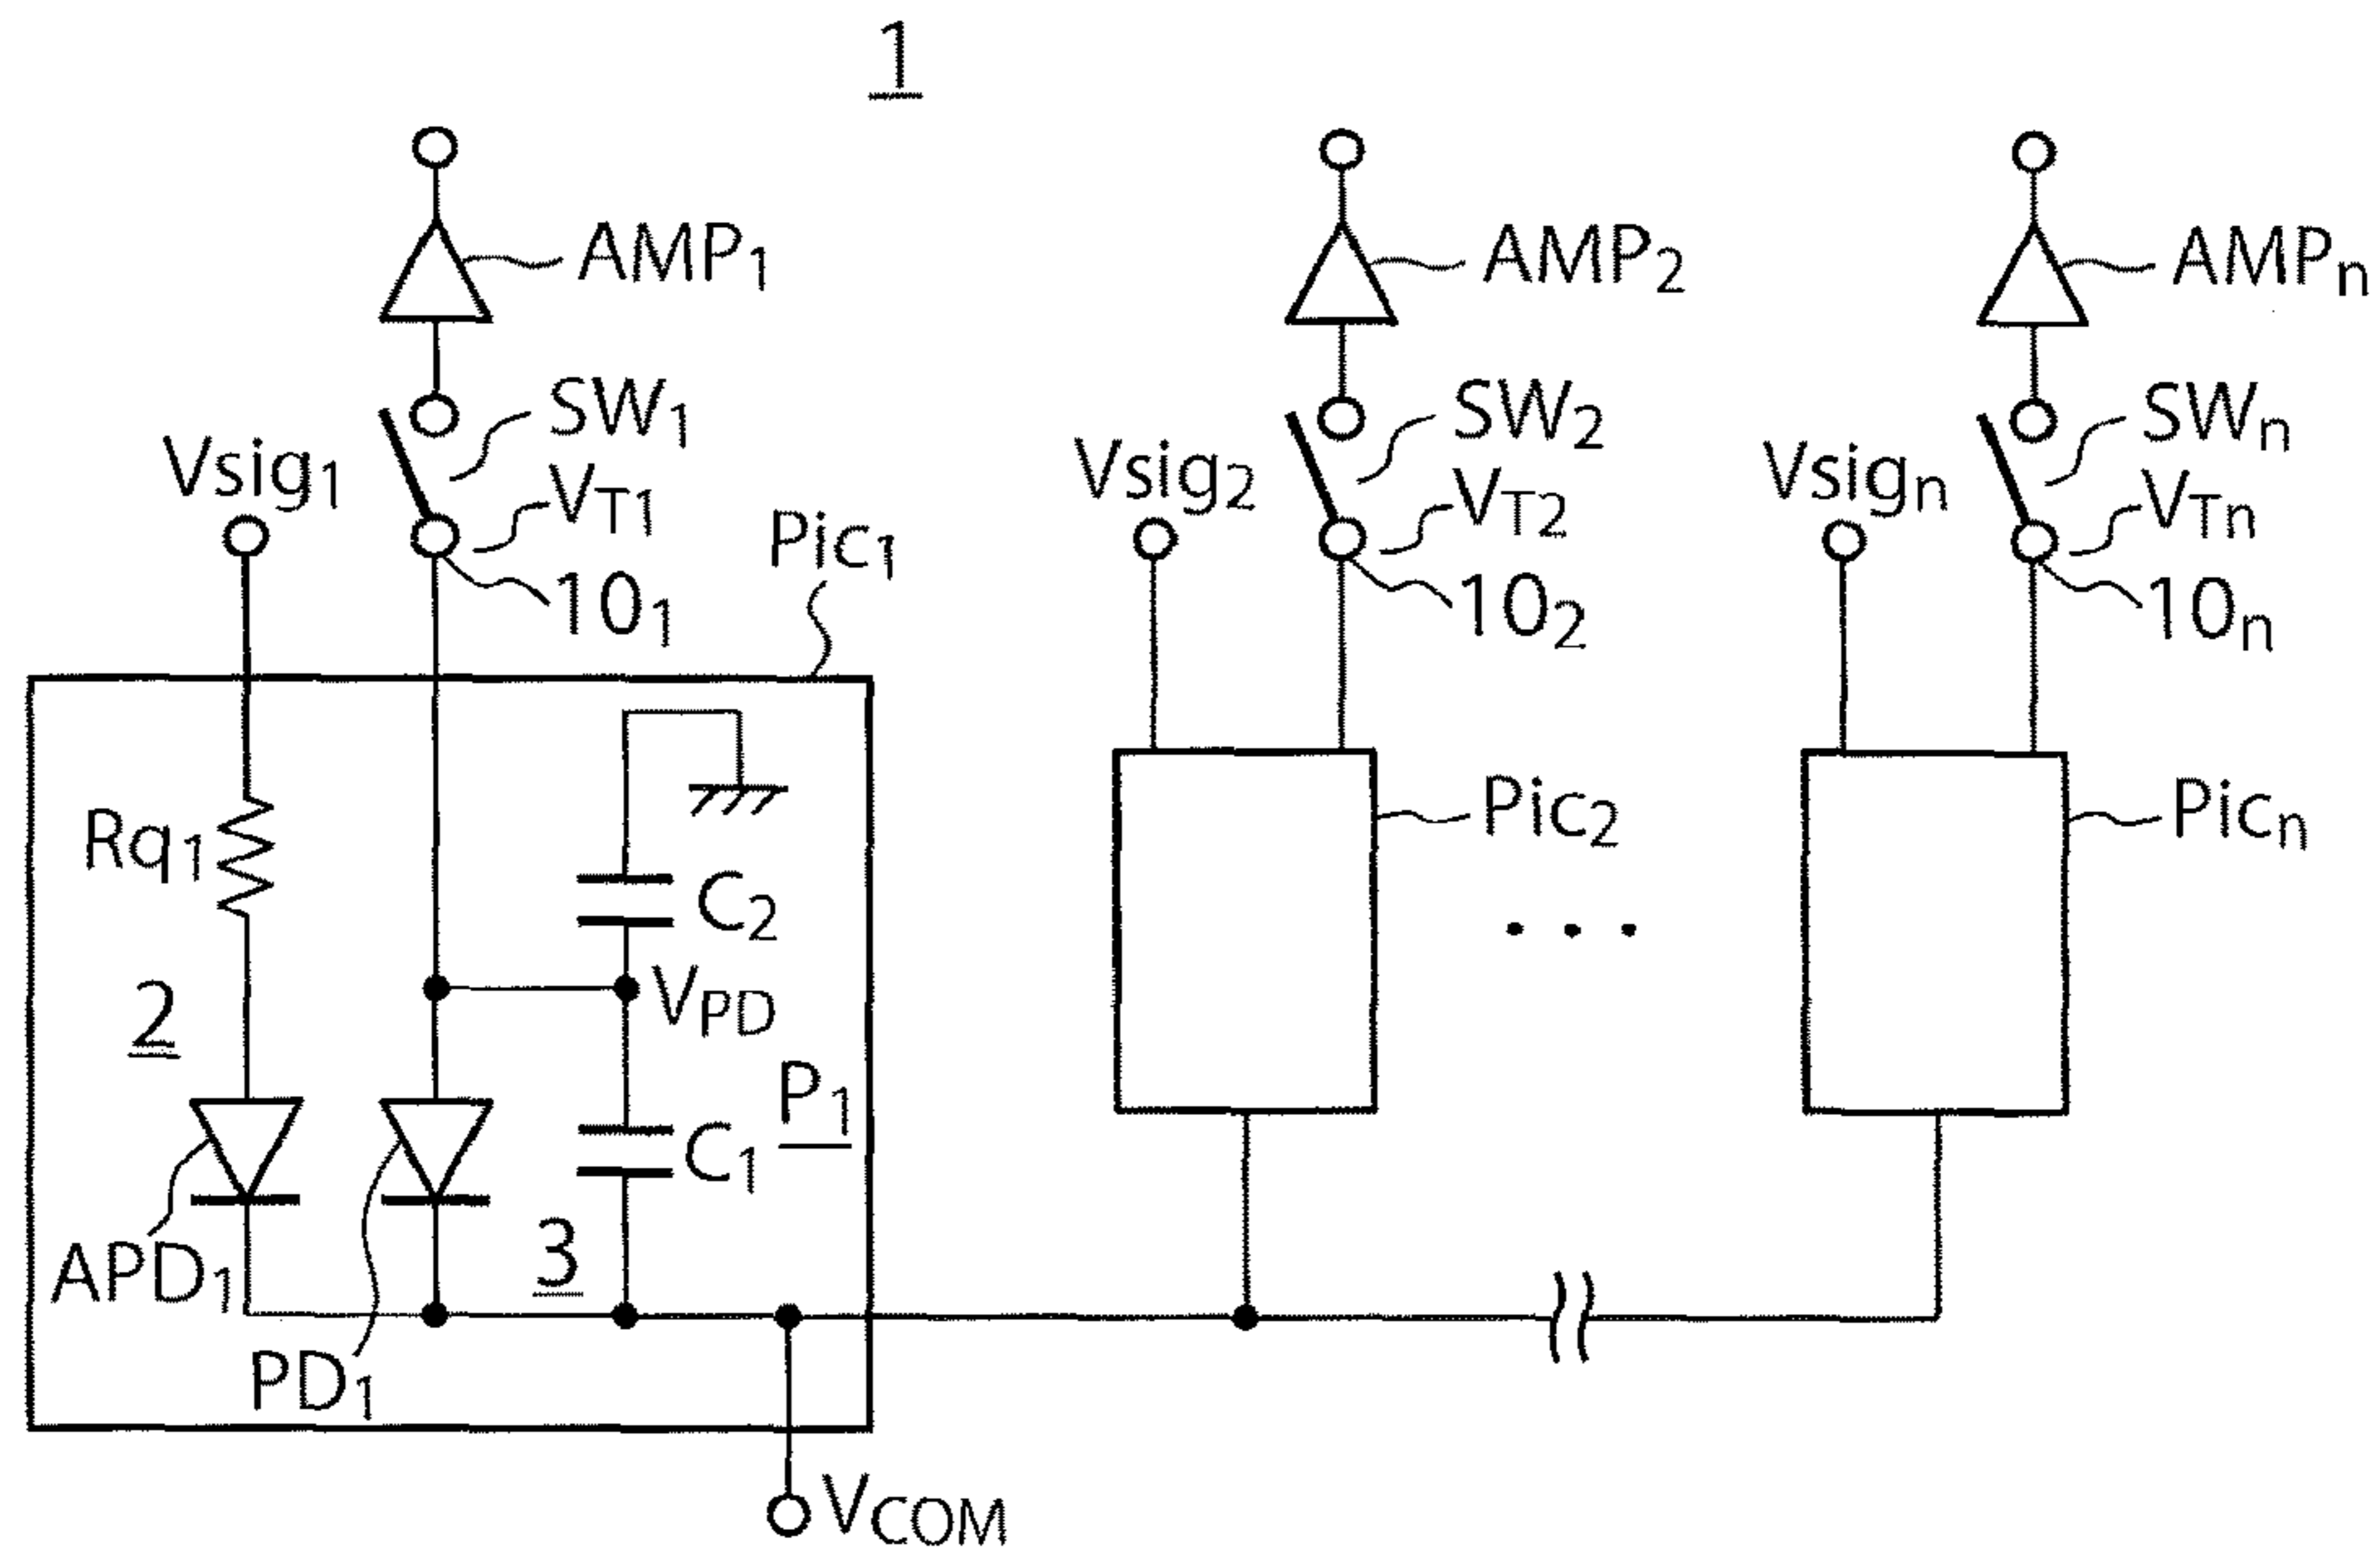 1
AMP1 AMP2 AMPn
SW1 SW2 SWn
Vsig1 VT1 Vsig2 VT2 Vsign VTn
Pic1
101 102 10n
Rq1 C2 Pic2 Picn
. . .
2 VPD
P1
C1
APD1 3
PD1
VCOM